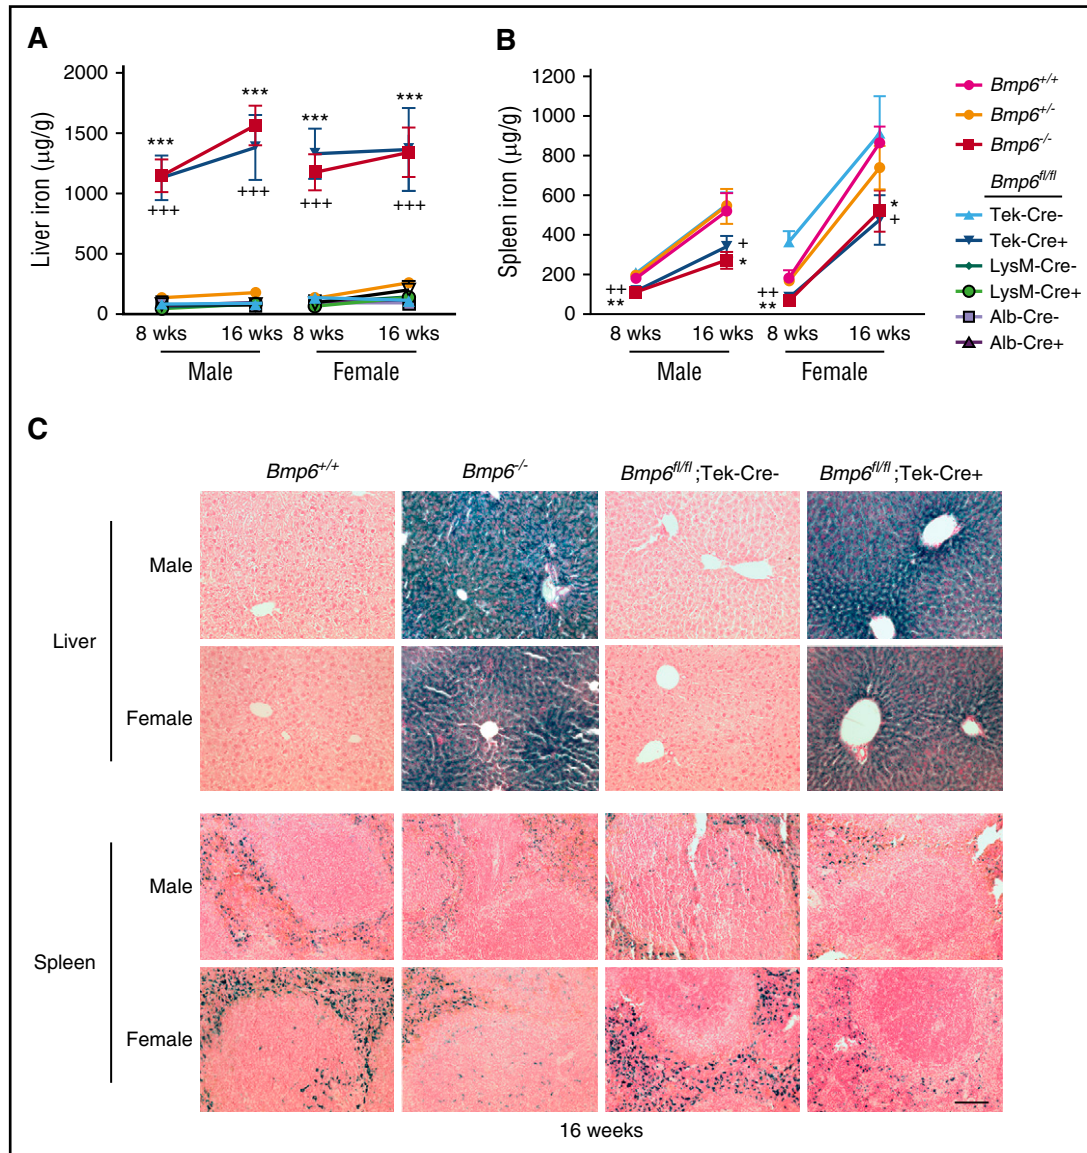 A
Liver iron (μg/g)
2000
1500
1000
500
0
***
***
***
***
+++
+++
+++
+++
8 wks
16 wks
8 wks
16 wks
Male
Female
B
Spleen iron (μg/g)
1200
1000
800
600
400
200
0
++
**
+
*
++
**
*
+
8 wks
16 wks
8 wks
16 wks
Male
Female
Bmp6+/+
Bmp6+/-
Bmp6-/-
Bmp6fl/fl
Tek-Cre-
Tek-Cre+
LysM-Cre-
LysM-Cre+
Alb-Cre-
Alb-Cre+
C
Bmp6+/+
Bmp6-/-
Bmp6fl/fl;Tek-Cre-
Bmp6fl/fl;Tek-Cre+
Liver
Male
Female
Spleen
Male
Female
16 weeks